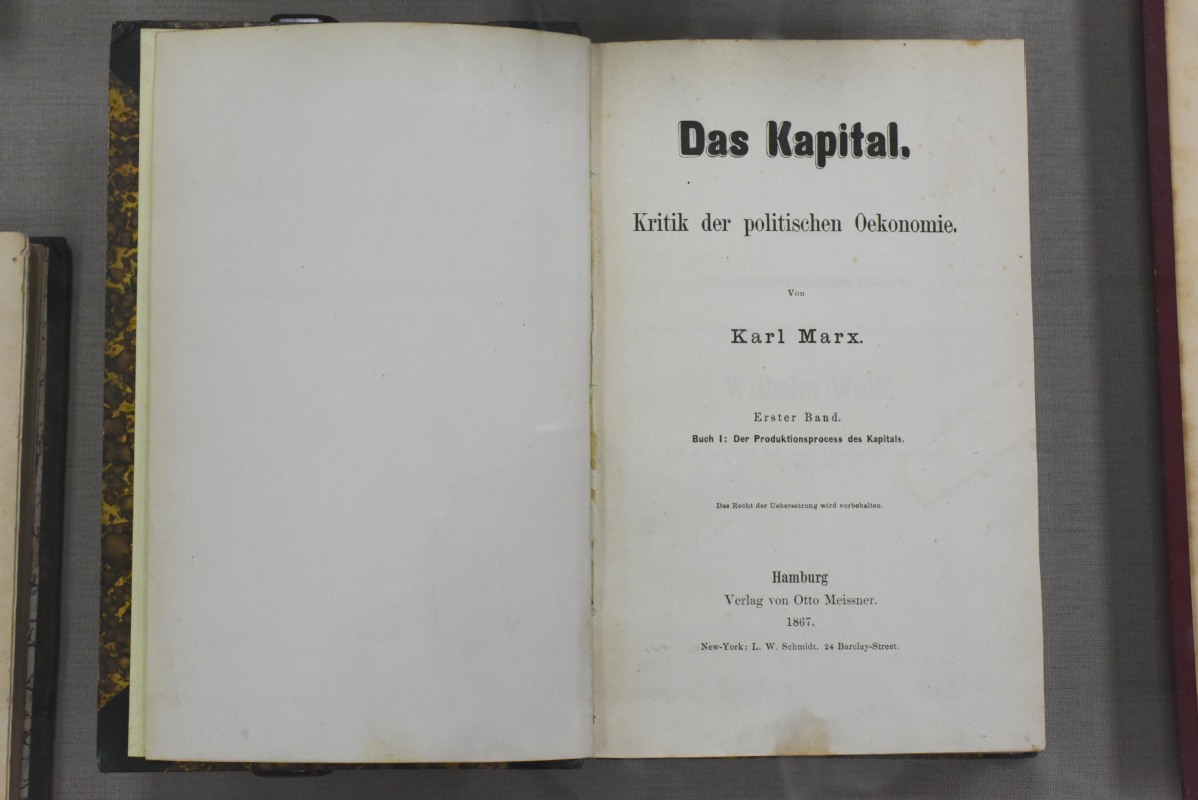 Das Kapital.
Kritik der politischen Oekonomie.
Von
Karl Marx.
Erster Band.
Buch I: Der Produktionsprocess des Kapitals.
Das Recht der Uebersetzung wird vorbehalten.
Hamburg
Verlag von Otto Meissner.
1867.
New-York: L. W. Schmidt. 24 Barclay-Street.